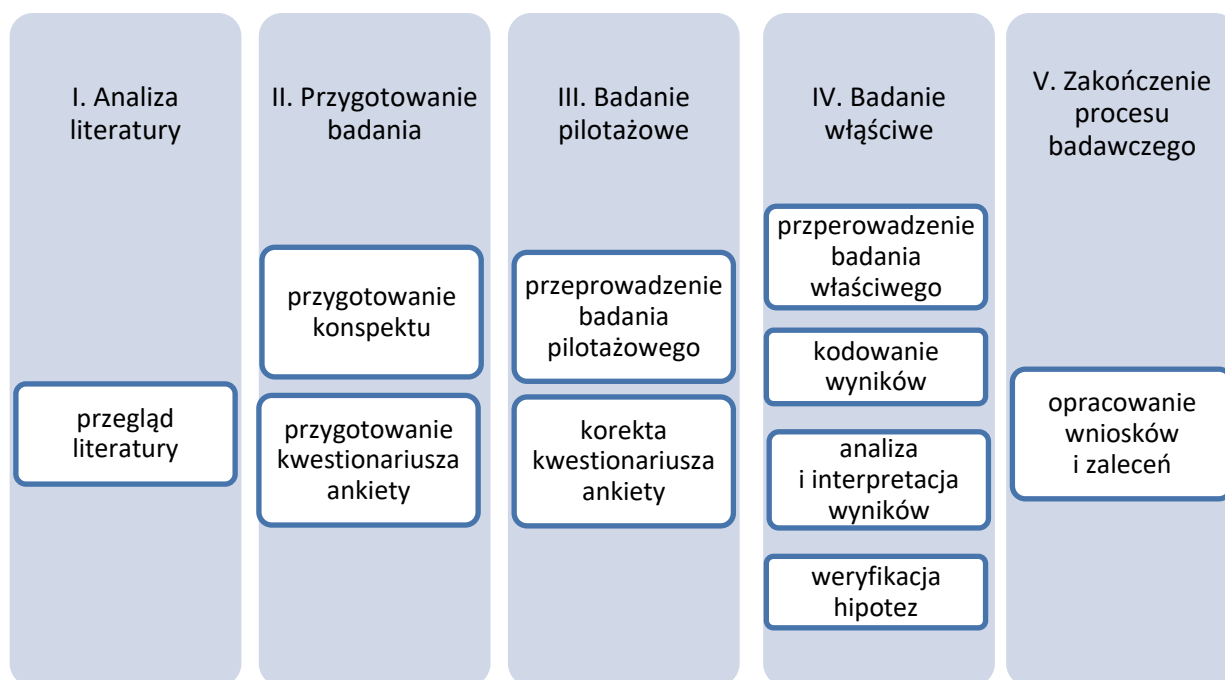 I. Analiza
literatury
przegląd
literatury
II. Przygotowanie
badania
przygotowanie
konspektu
przygotowanie
kwestionariusza
ankiety
III. Badanie
pilotażowe
przeprowadzenie
badania
pilotażowego
korekta
kwestionariusza
ankiety
IV. Badanie
włąściwe
przperowadzenie
badania
właściwego
kodowanie
wyników
analiza
i interpretacja
wyników
weryfikacja
hipotez
V. Zakończenie
procesu
badawczego
opracowanie
wniosków
i zaleceń